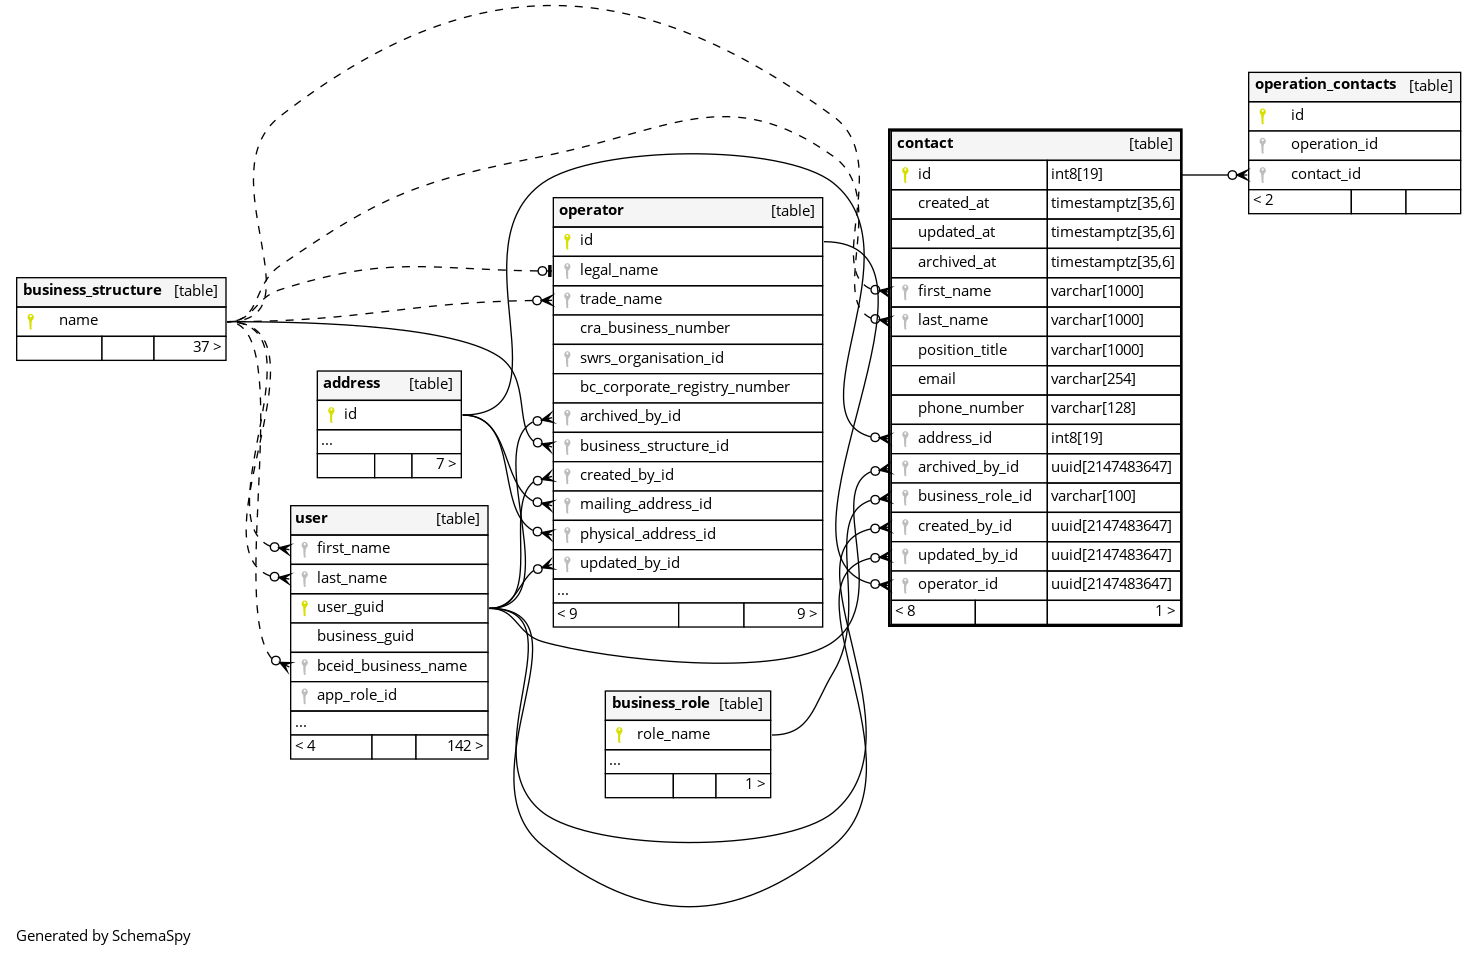 business_structure [table]
name
37 >
address [table]
id
...
7 >
user [table]
first_name
last_name
user_guid
business_guid
bceid_business_name
app_role_id
...
< 4 142 >
operator [table]
id
legal_name
trade_name
cra_business_number
swrs_organisation_id
bc_corporate_registry_number
archived_by_id
business_structure_id
created_by_id
mailing_address_id
physical_address_id
updated_by_id
...
< 9 9 >
business_role [table]
role_name
...
1 >
contact [table]
id int8[19]
created_at timestamptz[35,6]
updated_at timestamptz[35,6]
archived_at timestamptz[35,6]
first_name varchar[1000]
last_name varchar[1000]
position_title varchar[1000]
email varchar[254]
phone_number varchar[128]
address_id int8[19]
archived_by_id uuid[2147483647]
business_role_id varchar[100]
created_by_id uuid[2147483647]
updated_by_id uuid[2147483647]
operator_id uuid[2147483647]
< 8 1 >
operation_contacts [table]
id
operation_id
contact_id
< 2
Generated by SchemaSpy